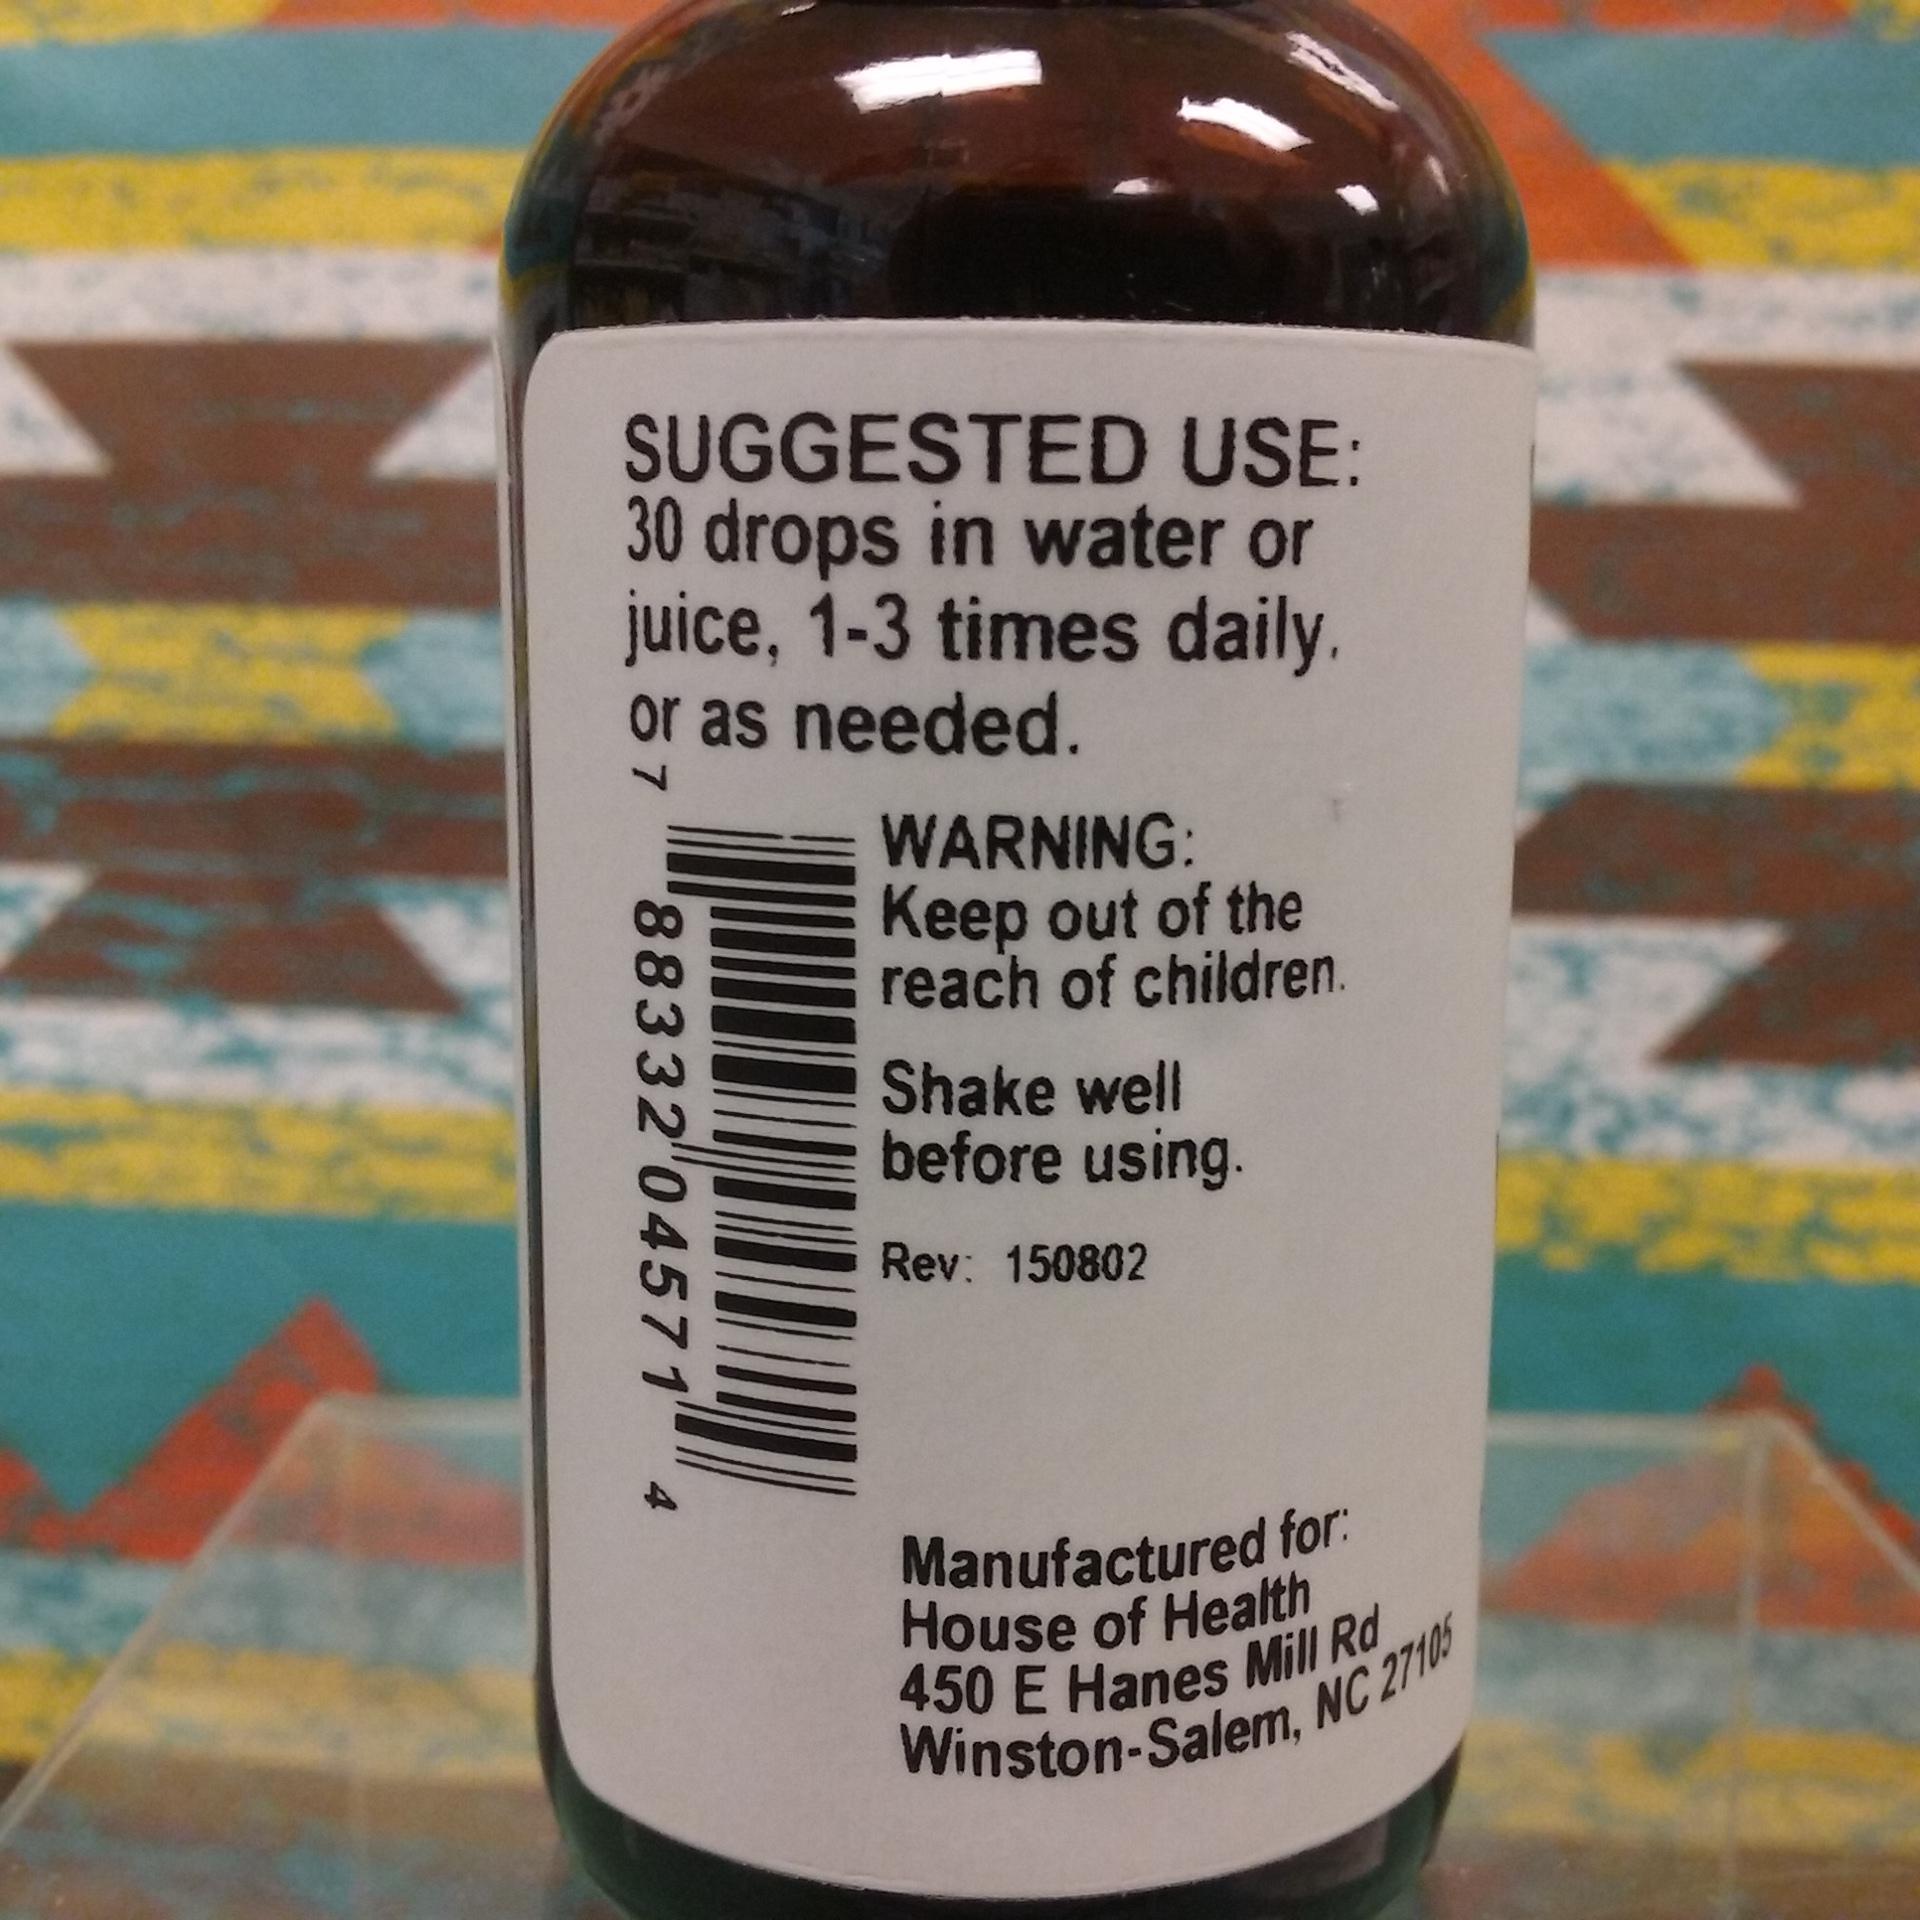 SUGGESTED USE:
30 drops in water or
juice, 1-3 times daily.
or as needed.
7 88332 04571 4
WARNING:
Keep out of the
reach of children.
Shake well
before using.
Rev: 150802
Manufactured for:
House of Health
450 E Hanes Mill Rd
Winston-Salem, NC 27105